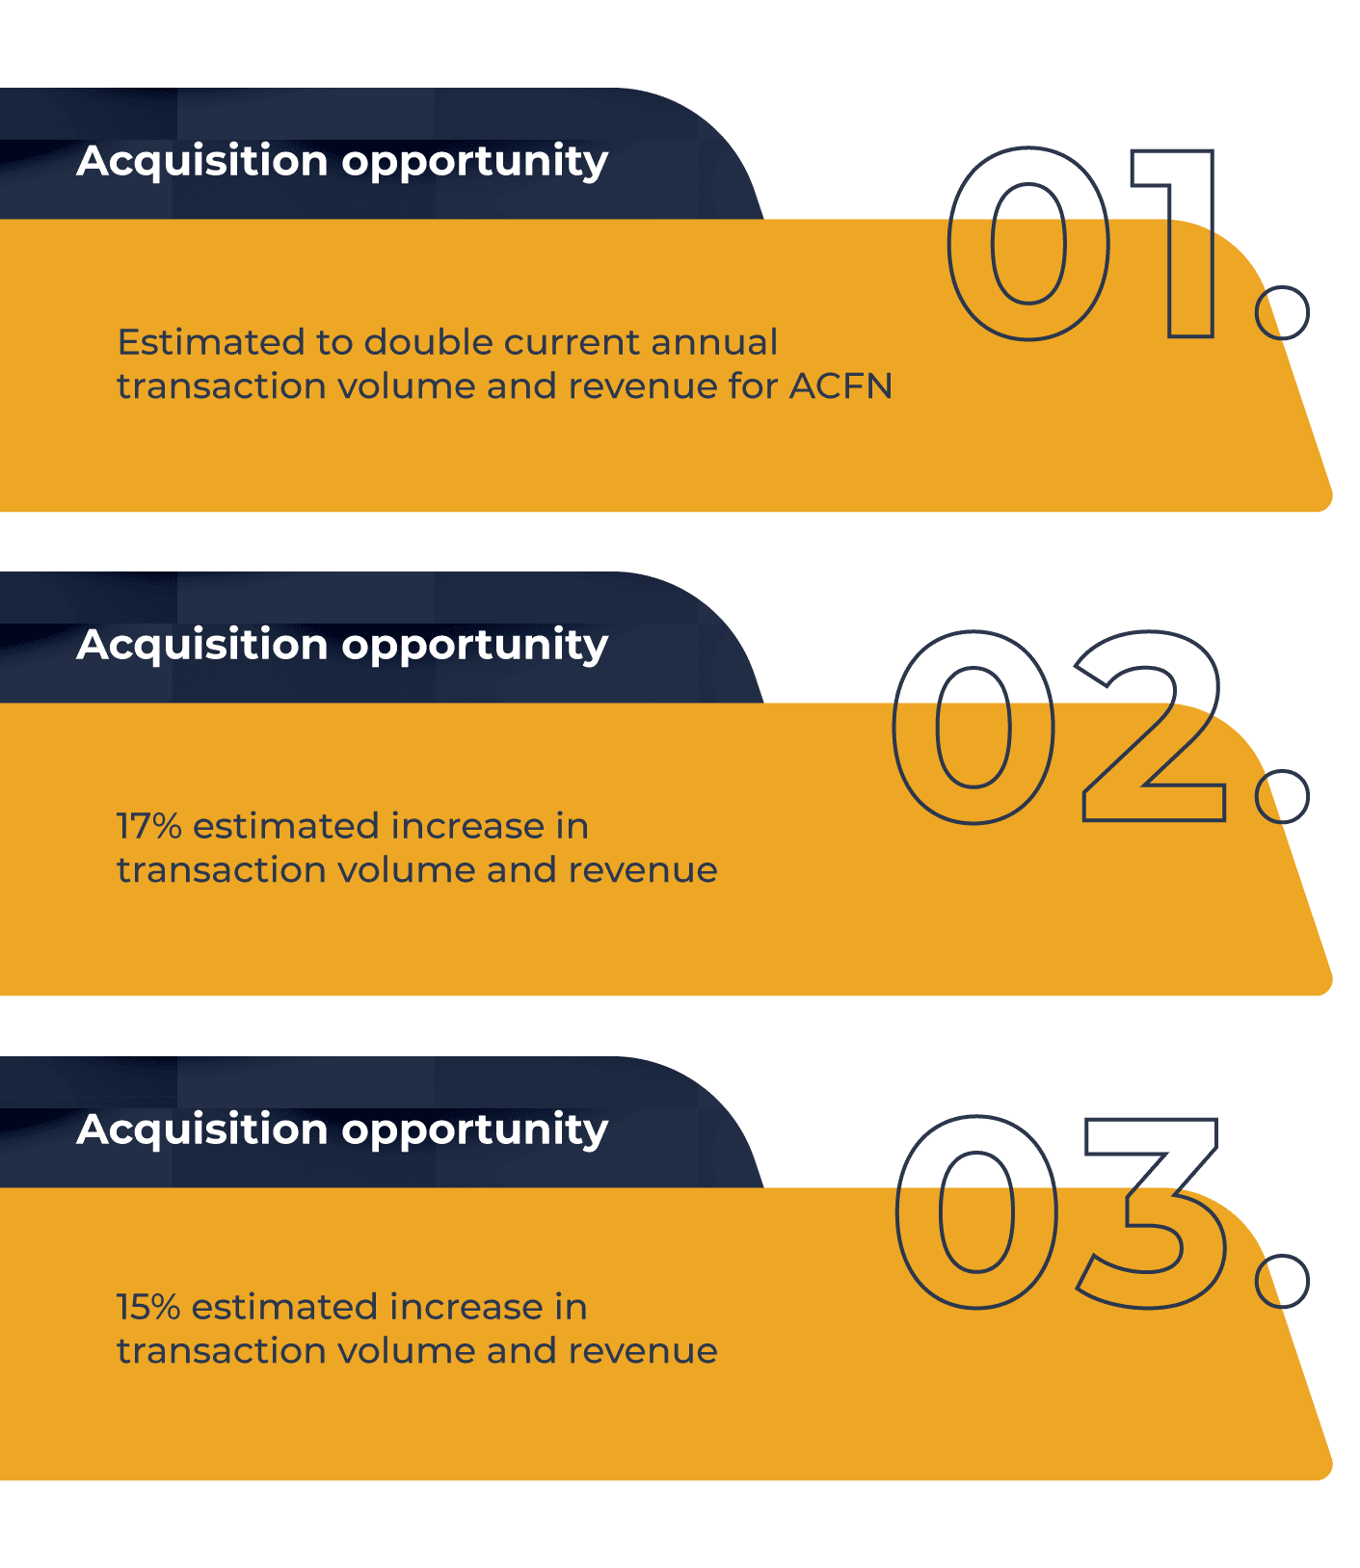 Acquisition opportunity
01.
Estimated to double current annual
transaction volume and revenue for ACFN
Acquisition opportunity
02.
17% estimated increase in
transaction volume and revenue
Acquisition opportunity
03.
15% estimated increase in
transaction volume and revenue